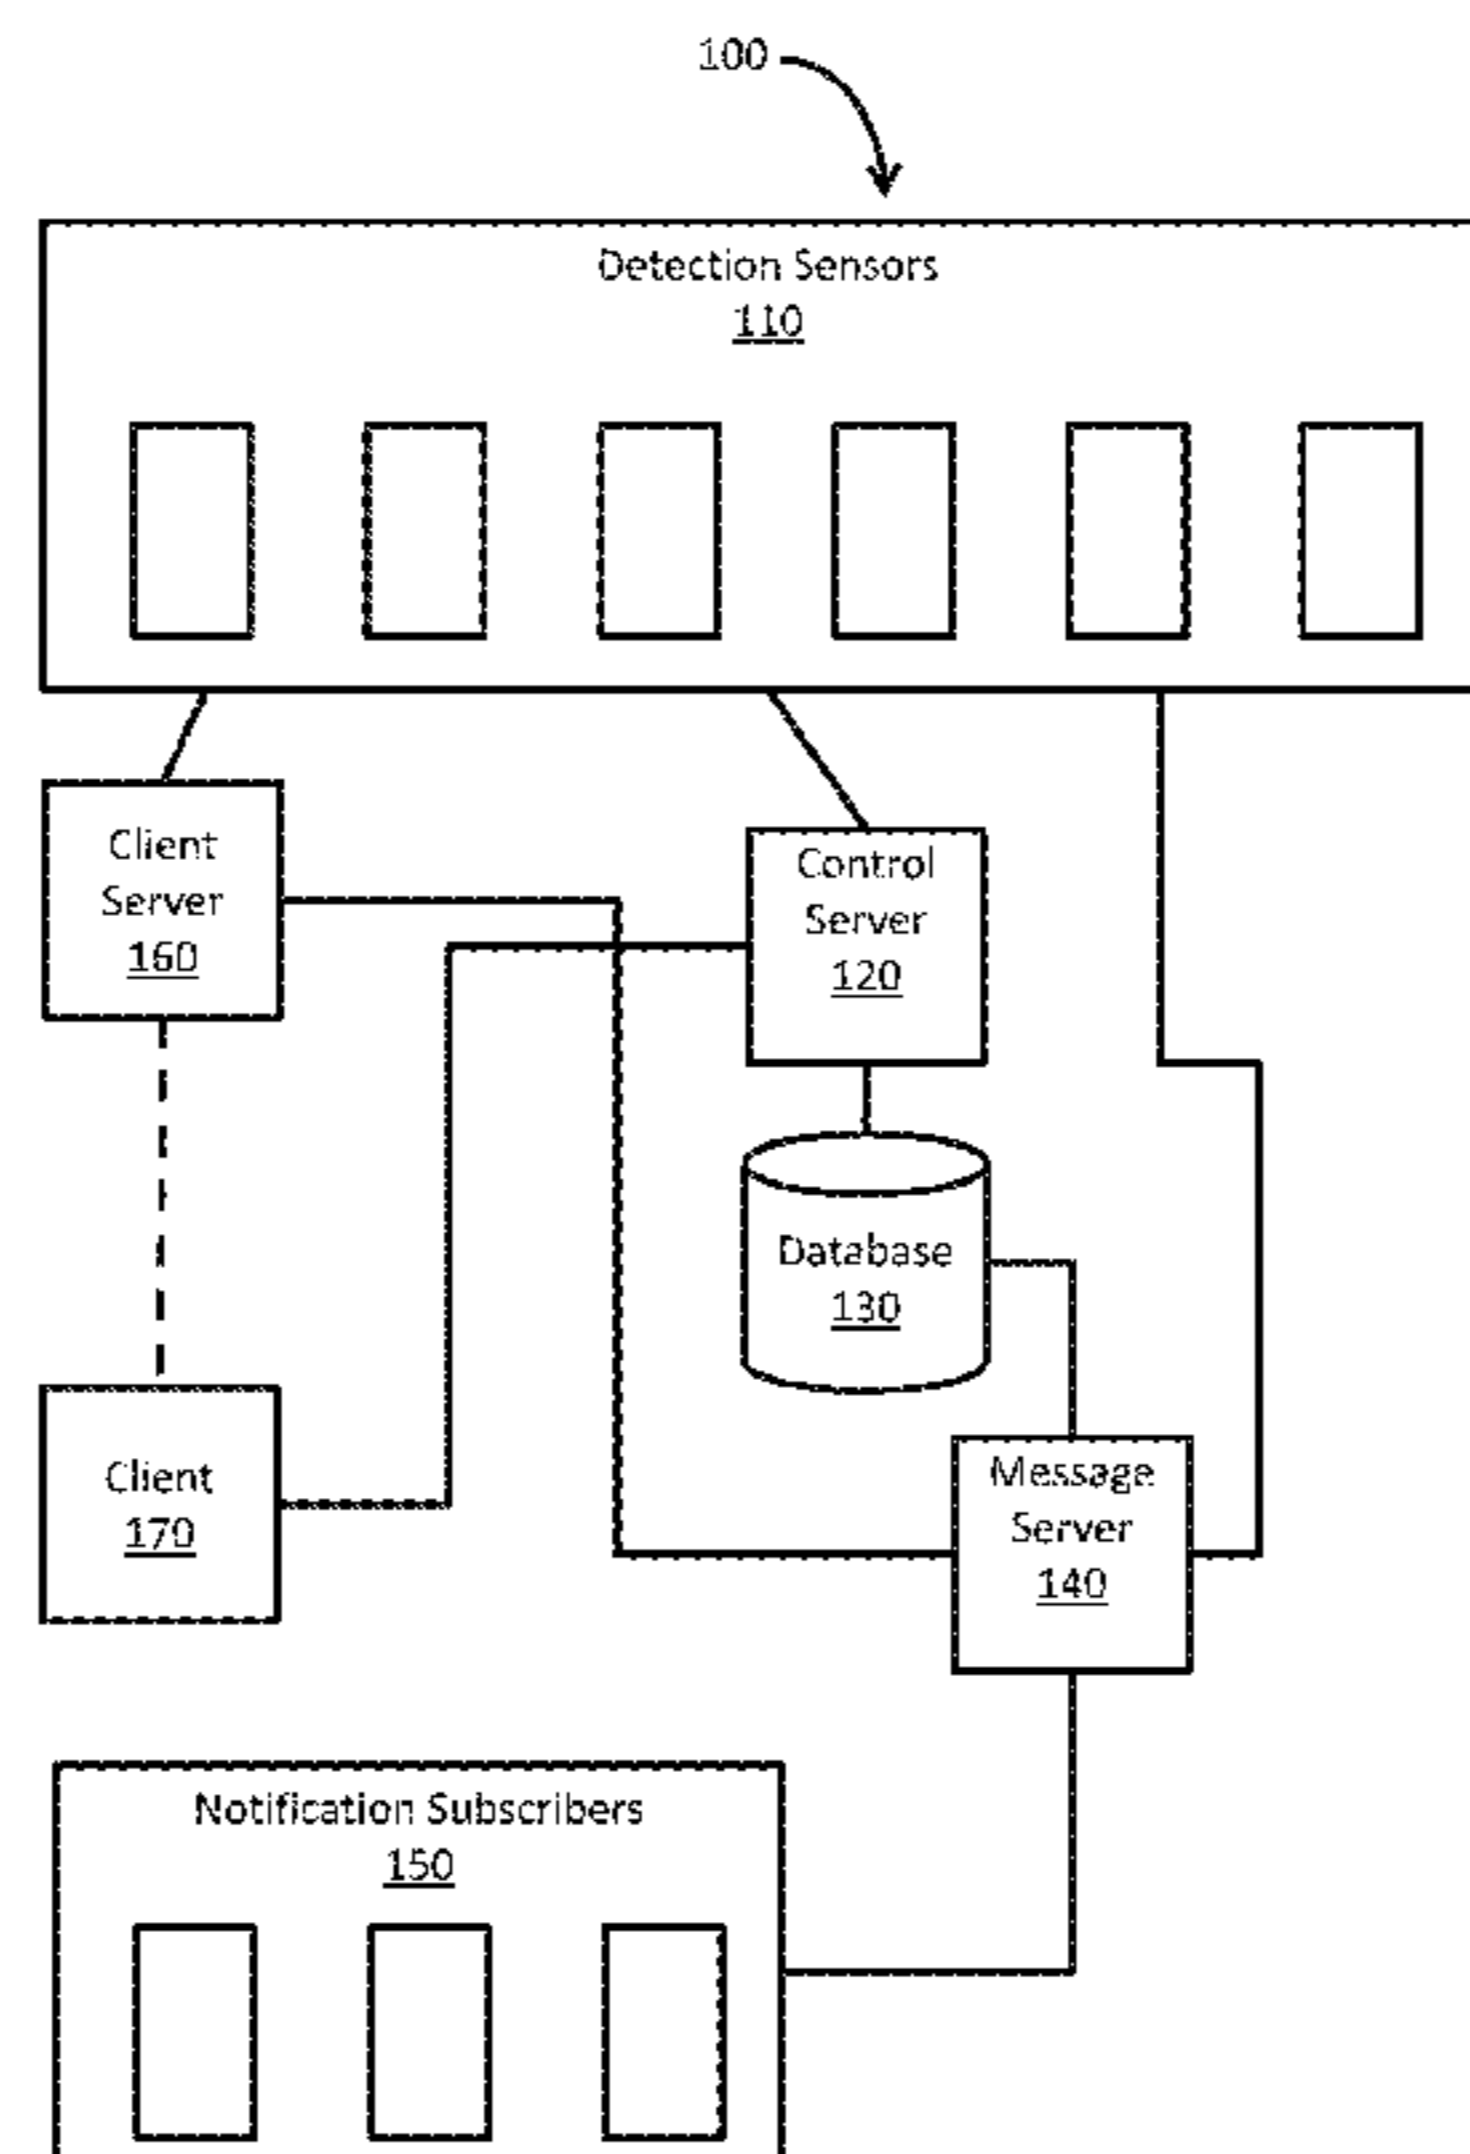 100
Detection Sensors
110
Client
Server
160
Control
Server
120
Database
130
Client
170
Message
Server
140
Notification Subscribers
150